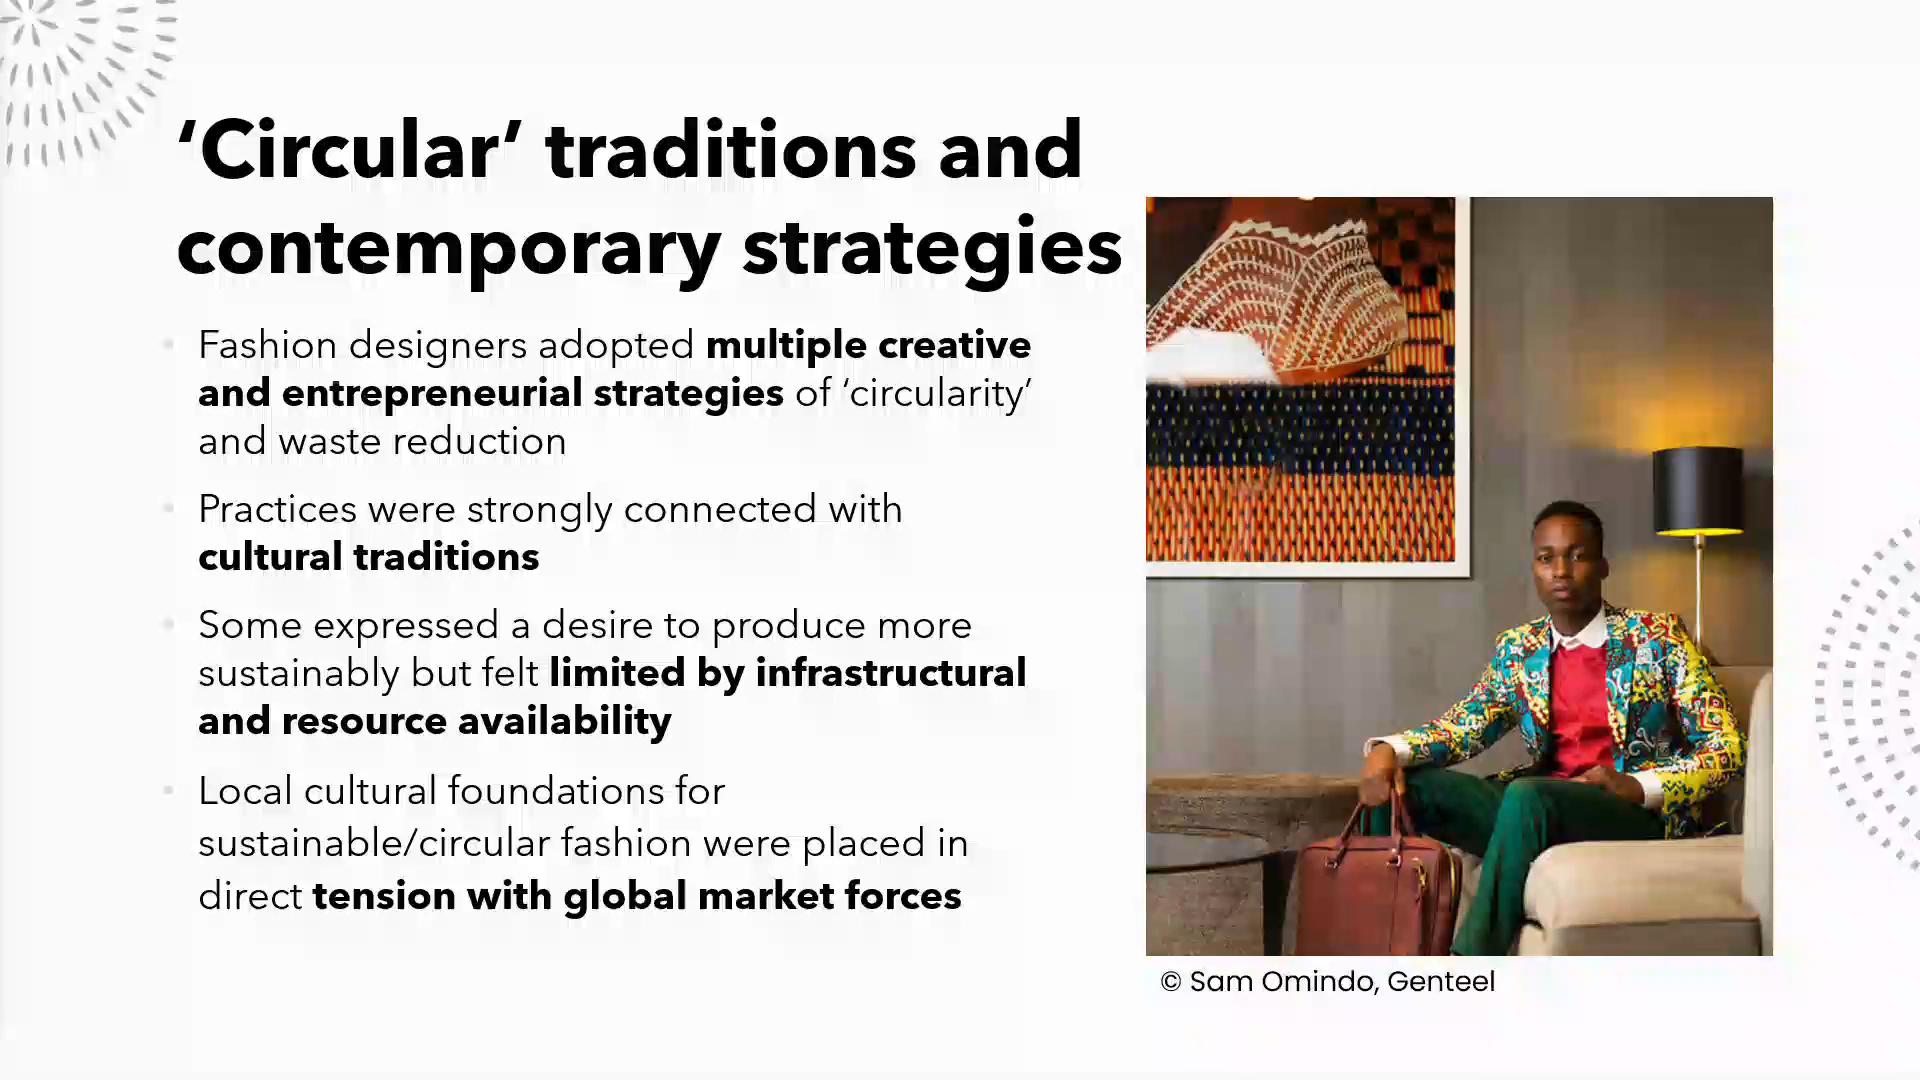 ‘Circular’ traditions and
contemporary strategies
Fashion designers adopted multiple creative
and entrepreneurial strategies of ‘circularity’
and waste reduction
Practices were strongly connected with
cultural traditions
Some expressed a desire to produce more
sustainably but felt limited by infrastructural
and resource availability
Local cultural foundations for
sustainable/circular fashion were placed in
direct tension with global market forces
© Sam Omindo, Genteel